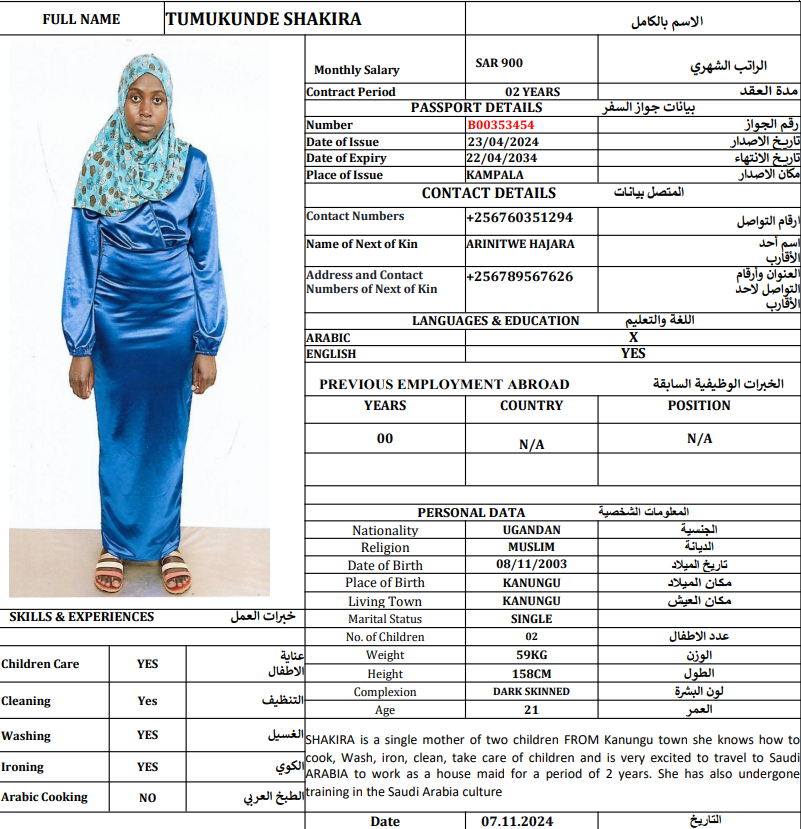 FULL NAME TUMUKUNDE SHAKIRA الاسم بالكامل
Monthly Salary SAR 900 الراتب الشهري
Contract Period 02 YEARS مدة العقد
PASSPORT DETAILS بيانات جواز السفر
Number B00353454 رقم الجواز
Date of Issue 23/04/2024 تاريخ الاصدار
Date of Expiry 22/04/2034 تاريخ الانتهاء
Place of Issue KAMPALA مكان الاصدار
CONTACT DETAILS المتصل بيانات
Contact Numbers +256760351294 ارقام التواصل
Name of Next of Kin ARINITWE HAJARA اسم أحد
الأقارب
Address and Contact +256789567626 العنوان وأرقام
Numbers of Next of Kin التواصل لاحد
الأقارب
LANGUAGES & EDUCATION اللغة والتعليم
ARABIC X
ENGLISH YES
PREVIOUS EMPLOYMENT ABROAD الخبرات الوظيفية السابقة
YEARS COUNTRY POSITION
00 N/A N/A
PERSONAL DATA المعلومات الشخصية
Nationality UGANDAN الجنسية
Religion MUSLIM الديانة
Date of Birth 08/11/2003 تاريخ الميلاد
Place of Birth KANUNGU مكان الميلاد
Living Town KANUNGU مكان العيش
Marital Status SINGLE
No. of Children 02 عدد الاطفال
Weight 59KG الوزن
Height 158CM الطول
Complexion DARK SKINNED لون البشرة
Age 21 العمر
SKILLS & EXPERIENCES خبرات العمل
Children Care YES عناية
الاطفال
Cleaning Yes التنظيف
Washing YES الغسيل
Ironing YES الكوي
Arabic Cooking NO الطبخ العربي
SHAKIRA is a single mother of two children FROM Kanungu town she knows how to
cook, Wash, iron, clean, take care of children and is very excited to travel to Saudi
ARABIA to work as a house maid for a period of 2 years. She has also undergone
training in the Saudi Arabia culture
Date 07.11.2024 التاريخ